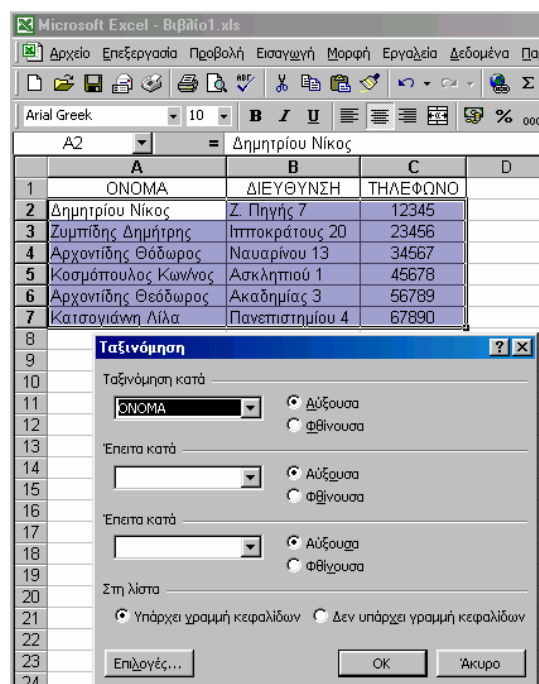 Microsoft Excel - Βιβλίο1.xls
Αρχείο Επεξεργασία Προβολή Εισαγωγή Μορφή Εργαλεία Δεδομένα Πα
Arial Greek 10 B I U % 000
A2 = Δημητρίου Νίκος
A B C D
1 ΟΝΟΜΑ ΔΙΕΥΘΥΝΣΗ ΤΗΛΕΦΩΝΟ
2 Δημητρίου Νίκος Ζ. Πηγής 7 12345
3 Ζυμπίδης Δημήτρης Ιπποκράτους 20 23456
4 Αρχοντίδης Θόδωρος Ναυαρίνου 13 34567
5 Κοσμόπουλος Κων/νος Ασκληπιού 1 45678
6 Αρχοντίδης Θεόδωρος Ακαδημίας 3 56789
7 Κατσογιάννη Λίλα Πανεπιστημίου 4 67890
8
Ταξινόμηση
9
10 Ταξινόμηση κατά
11 ΟΝΟΜΑ Αύξουσα
12 Φθίνουσα
13 Έπειτα κατά
14 Αύξουσα
15 Φθίνουσα
16 Έπειτα κατά
17
18 Αύξουσα
19 Φθίνουσα
20 Στη λίστα
21 Υπάρχει γραμμή κεφαλίδων Δεν υπάρχει γραμμή κεφαλίδων
22
23 Επιλογές... OK Άκυρο
24